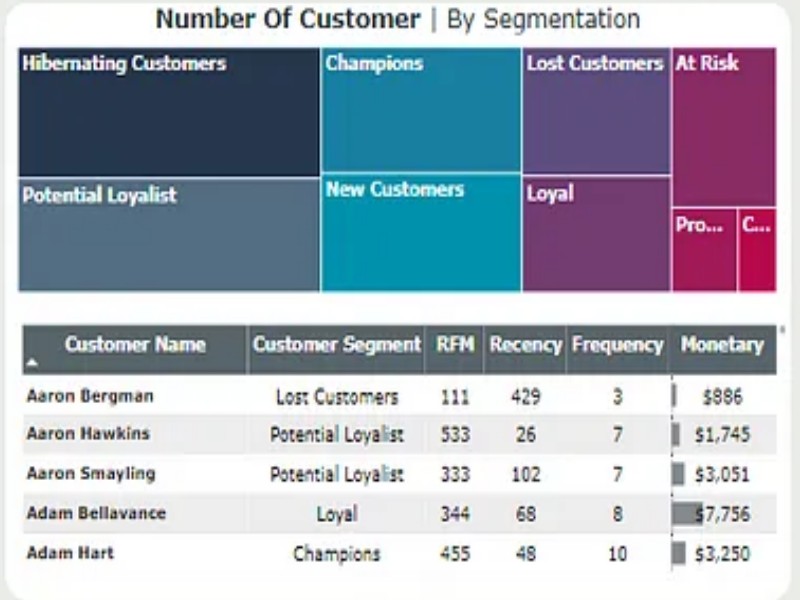 Number Of Customer | By Segmentation
Hibernating Customers
Champions
Lost Customers
At Risk
Potential Loyalist
New Customers
Loyal
Pro...
C...
Customer Name Customer Segment RFM Recency Frequency Monetary
Aaron Bergman Lost Customers 111 429 3 $886
Aaron Hawkins Potential Loyalist 533 26 7 $1,745
Aaron Smayling Potential Loyalist 333 102 7 $3,051
Adam Bellavance Loyal 344 68 8 $7,756
Adam Hart Champions 455 48 10 $3,250